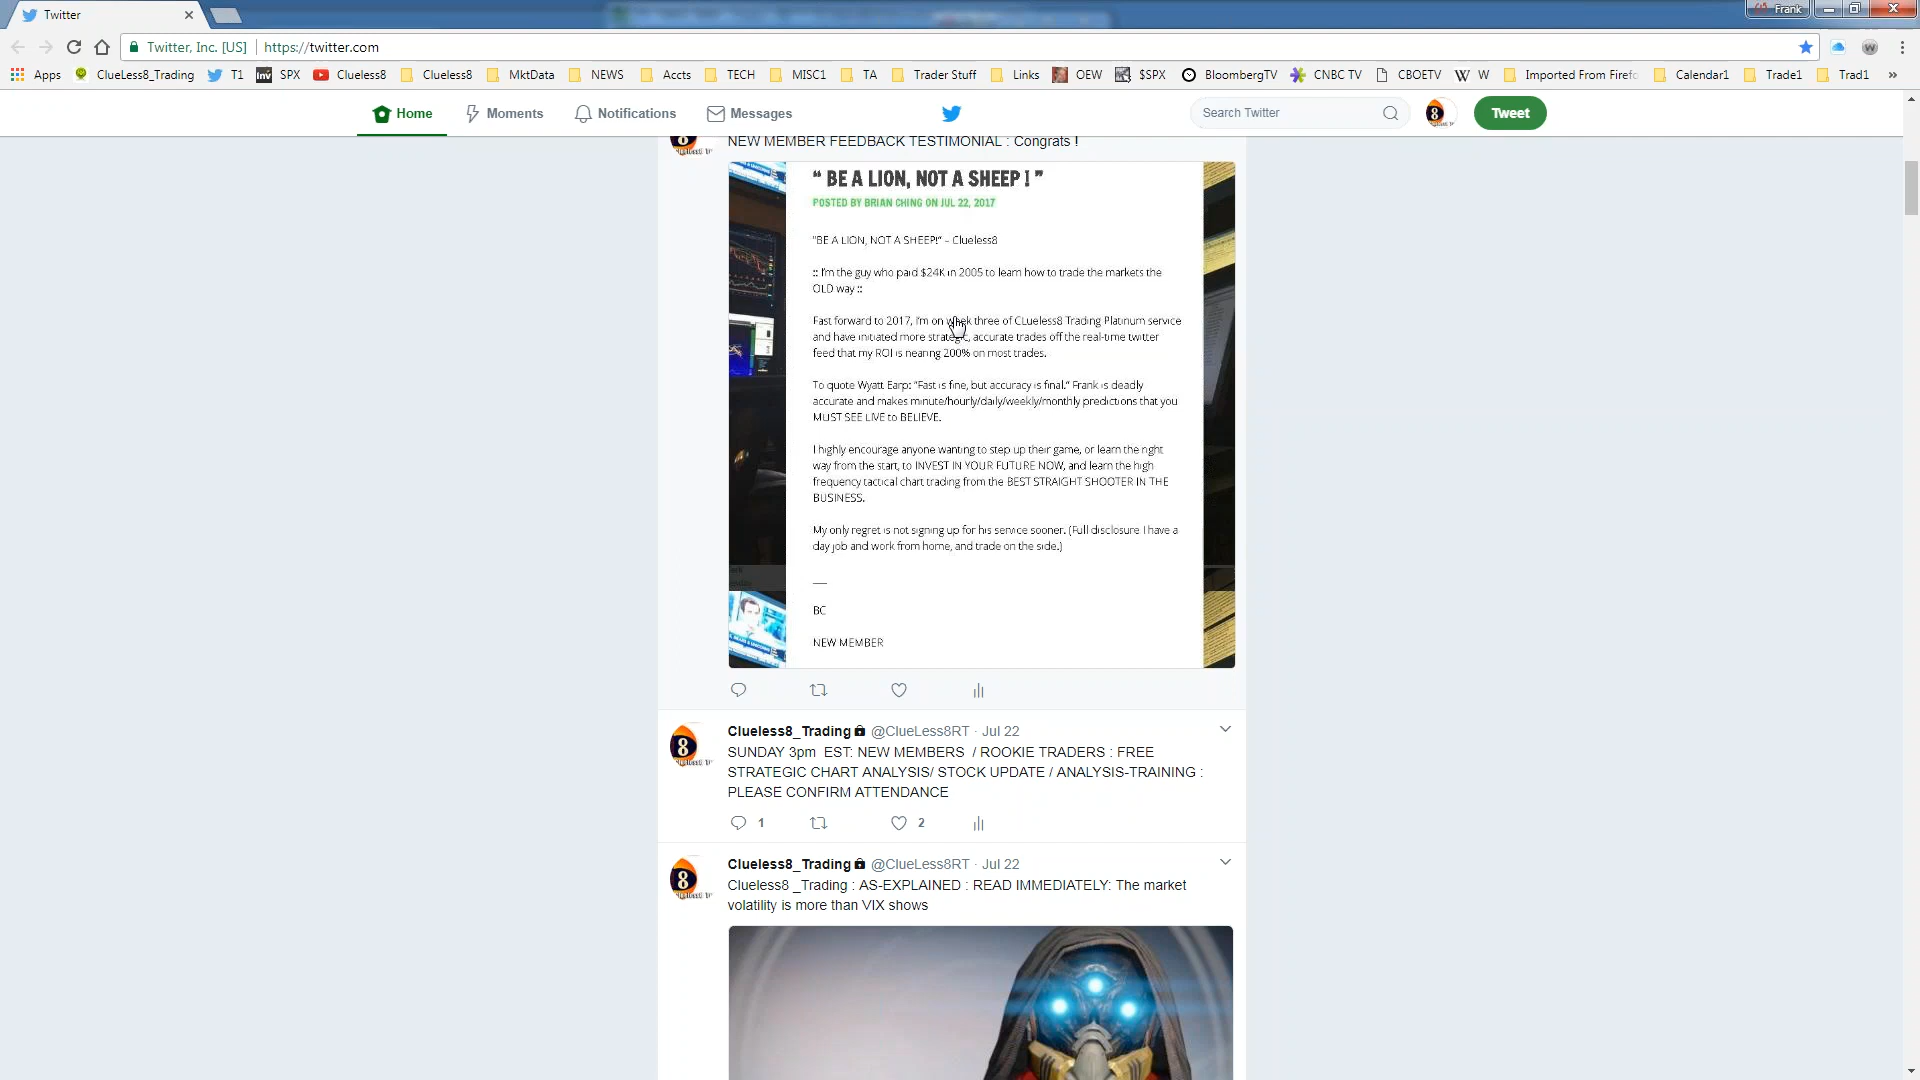 Twitter
Frank
Twitter, Inc. [US] https://twitter.com
Apps ClueLess8_Trading T1 SPX Clueless8 Clueless8 MktData NEWS Accts TECH MISC1 TA Trader Stuff Links OEW $SPX BloombergTV CNBC TV CBOETV W Imported From Firefo Calendar1 Trade1 Trad1 »
Home Moments Notifications Messages Search Twitter Tweet
NEW MEMBER FEEDBACK TESTIMONIAL : Congrats !
“ BE A LION, NOT A SHEEP ! ”
POSTED BY BRIAN CHING ON JUL 22, 2017
"BE A LION, NOT A SHEEP!" – Clueless8
:: I'm the guy who paid $24K in 2005 to learn how to trade the markets the
OLD way ::
Fast forward to 2017, I'm on week three of CLueless8 Trading Platinum service
and have initiated more strategic, accurate trades off the real-time twitter
feed that my ROI is nearing 200% on most trades.
To quote Wyatt Earp: "Fast is fine, but accuracy is final." Frank is deadly
accurate and makes minute/hourly/daily/weekly/monthly predictions that you
MUST SEE LIVE to BELIEVE.
I highly encourage anyone wanting to step up their game, or learn the right
way from the start, to INVEST IN YOUR FUTURE NOW, and learn the high
frequency tactical chart trading from the BEST STRAIGHT SHOOTER IN THE
BUSINESS.
My only regret is not signing up for his service sooner. (Full disclosure I have a
day job and work from home, and trade on the side.)
BC
NEW MEMBER
Clueless8_Trading @ClueLess8RT · Jul 22
SUNDAY 3pm EST: NEW MEMBERS / ROOKIE TRADERS : FREE
STRATEGIC CHART ANALYSIS/ STOCK UPDATE / ANALYSIS-TRAINING :
PLEASE CONFIRM ATTENDANCE
1 2
Clueless8_Trading @ClueLess8RT · Jul 22
Clueless8 _Trading : AS-EXPLAINED : READ IMMEDIATELY: The market
volatility is more than VIX shows